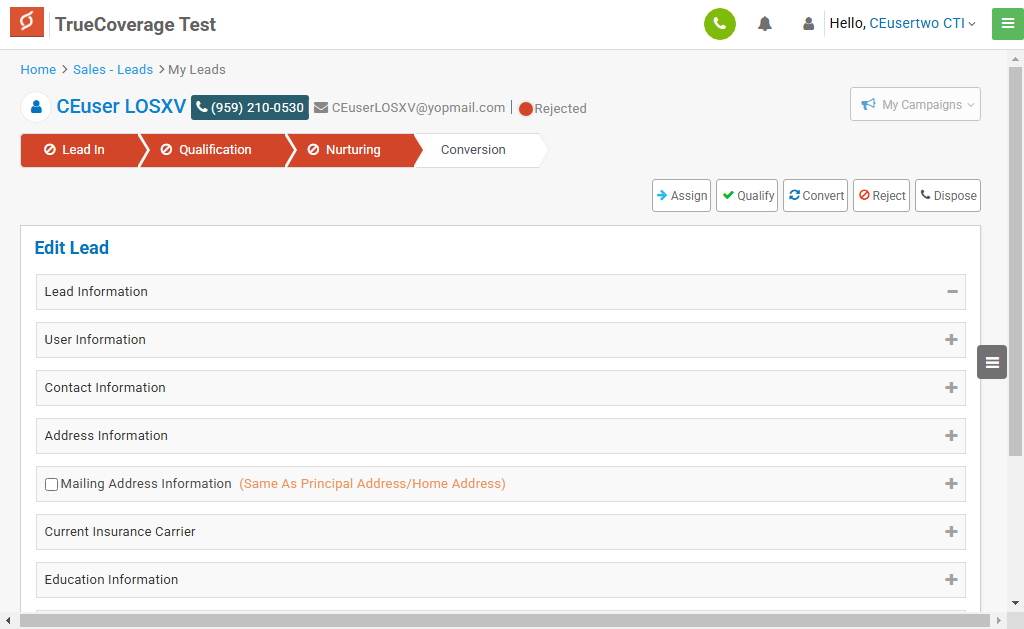 TrueCoverage Test
Hello, CEusertwo CTI
Home > Sales - Leads > My Leads
CEuser LOSXV (959) 210-0530 CEuserLOSXV@yopmail.com | Rejected
My Campaigns
Lead In Qualification Nurturing Conversion
Assign Qualify Convert Reject Dispose
Edit Lead
Lead Information
User Information
Contact Information
Address Information
Mailing Address Information (Same As Principal Address/Home Address)
Current Insurance Carrier
Education Information